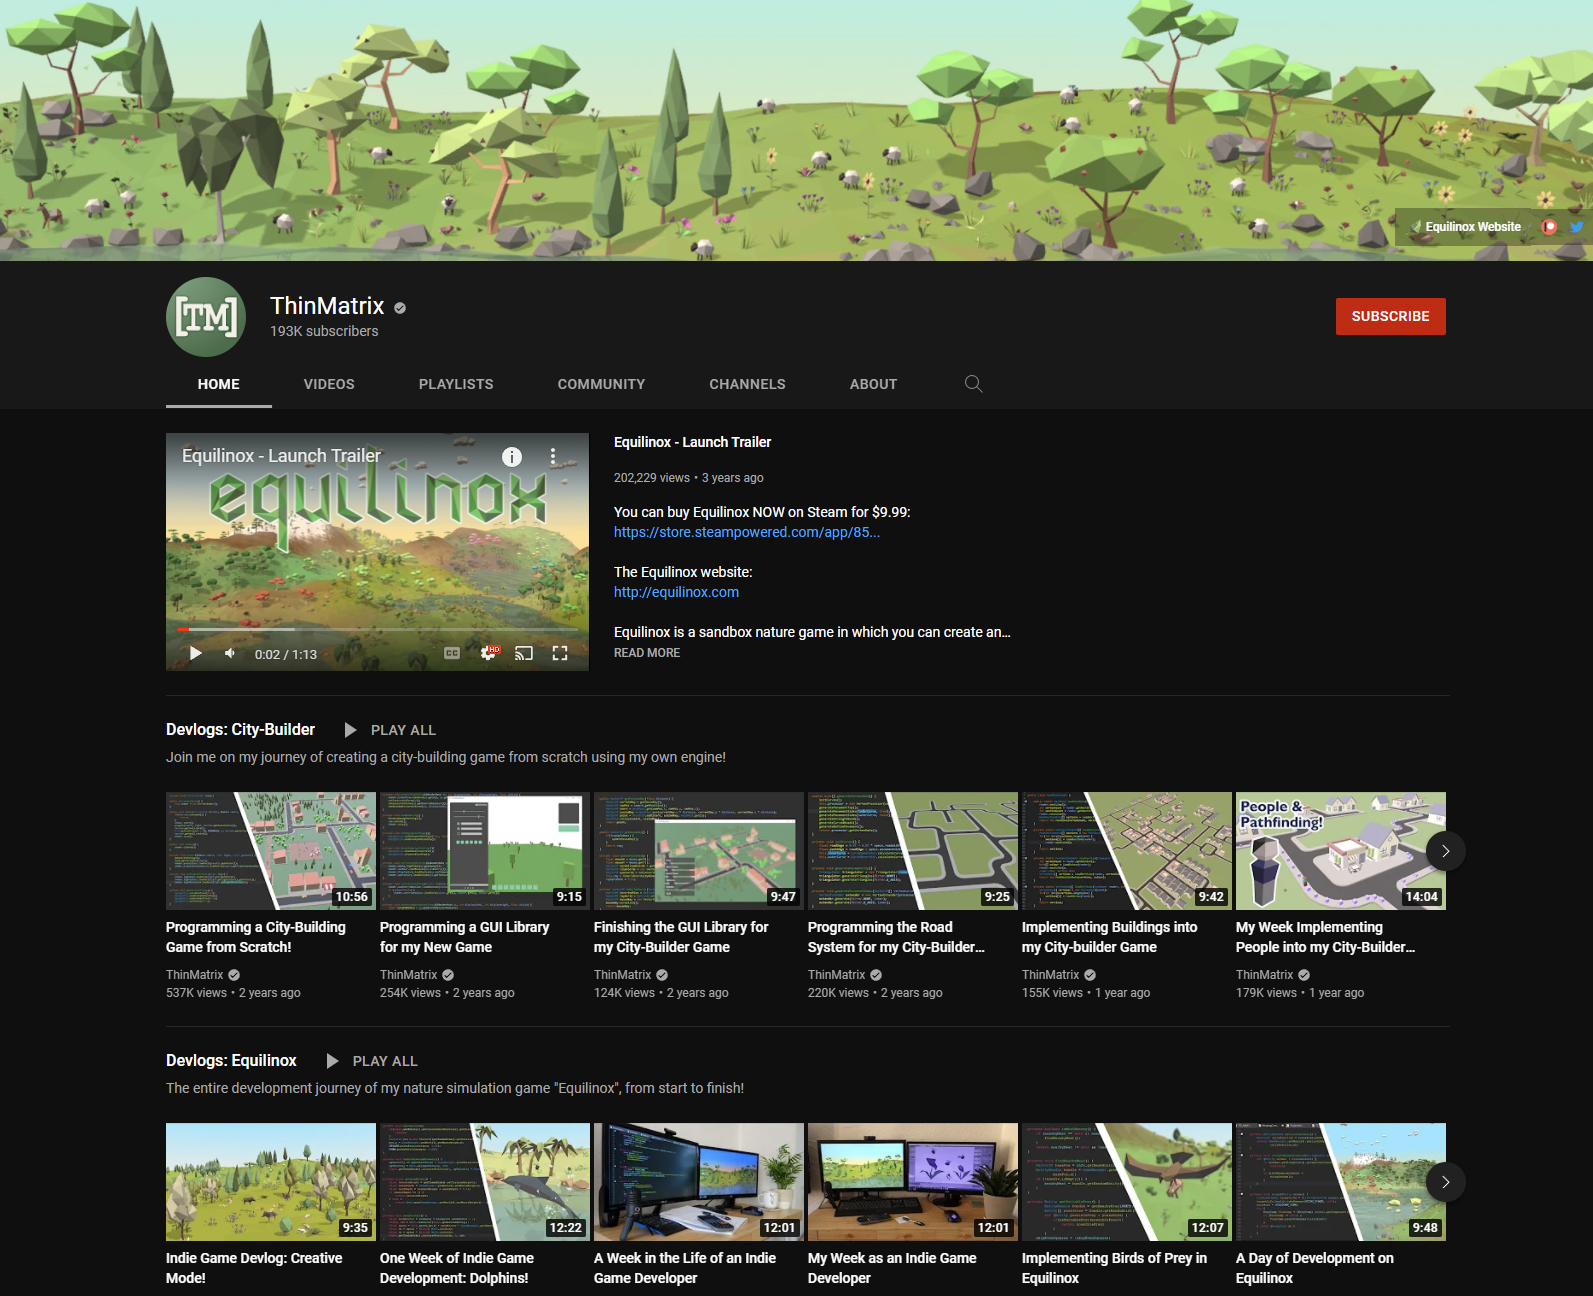 Equilinox Website
[TM]
ThinMatrix
193K subscribers
SUBSCRIBE
HOME
VIDEOS
PLAYLISTS
COMMUNITY
CHANNELS
ABOUT
Equilinox - Launch Trailer
equilinox
0:02 / 1:13
CC
HD
Equilinox - Launch Trailer
202,229 views • 3 years ago
You can buy Equilinox NOW on Steam for $9.99:
https://store.steampowered.com/app/85...
The Equilinox website:
http://equilinox.com
Equilinox is a sandbox nature game in which you can create an...
READ MORE
Devlogs: City-Builder
PLAY ALL
Join me on my journey of creating a city-building game from scratch using my own engine!
10:56
Programming a City-Building
Game from Scratch!
ThinMatrix
537K views • 2 years ago
9:15
Programming a GUI Library
for my New Game
ThinMatrix
254K views • 2 years ago
9:47
Finishing the GUI Library for
my City-Builder Game
ThinMatrix
124K views • 2 years ago
9:25
Programming the Road
System for my City-Builder...
ThinMatrix
220K views • 2 years ago
9:42
Implementing Buildings into
my City-builder Game
ThinMatrix
155K views • 1 year ago
People &
Pathfinding!
14:04
My Week Implementing
People into my City-Builder...
ThinMatrix
179K views • 1 year ago
Devlogs: Equilinox
PLAY ALL
The entire development journey of my nature simulation game "Equilinox", from start to finish!
9:35
Indie Game Devlog: Creative
Mode!
12:22
One Week of Indie Game
Development: Dolphins!
12:01
A Week in the Life of an Indie
Game Developer
12:01
My Week as an Indie Game
Developer
12:07
Implementing Birds of Prey in
Equilinox
9:48
A Day of Development on
Equilinox